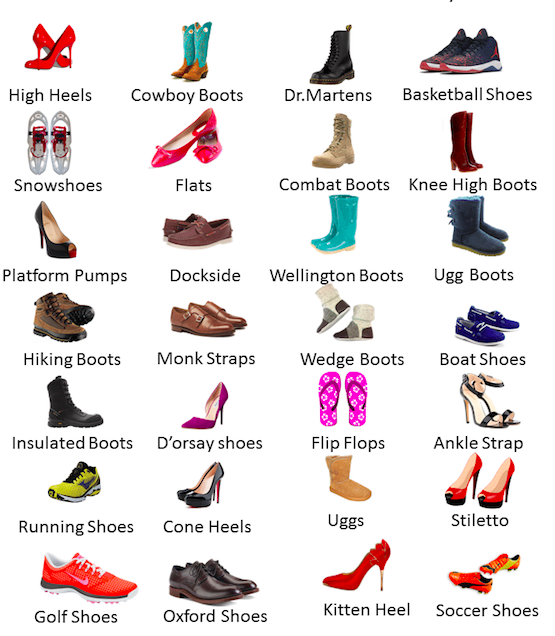 High Heels
Cowboy Boots
Dr.Martens
Basketball Shoes
Snowshoes
Flats
Combat Boots
Knee High Boots
Platform Pumps
Dockside
Wellington Boots
Ugg Boots
Hiking Boots
Monk Straps
Wedge Boots
Boat Shoes
Insulated Boots
D'orsay shoes
Flip Flops
Ankle Strap
Running Shoes
Cone Heels
Uggs
Stiletto
Golf Shoes
Oxford Shoes
Kitten Heel
Soccer Shoes